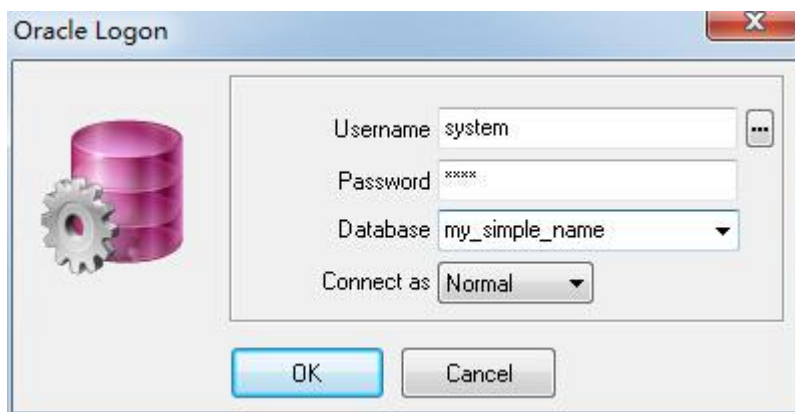 Oracle Logon
Username system
Password ****
Database my_simple_name
Connect as Normal
OK Cancel